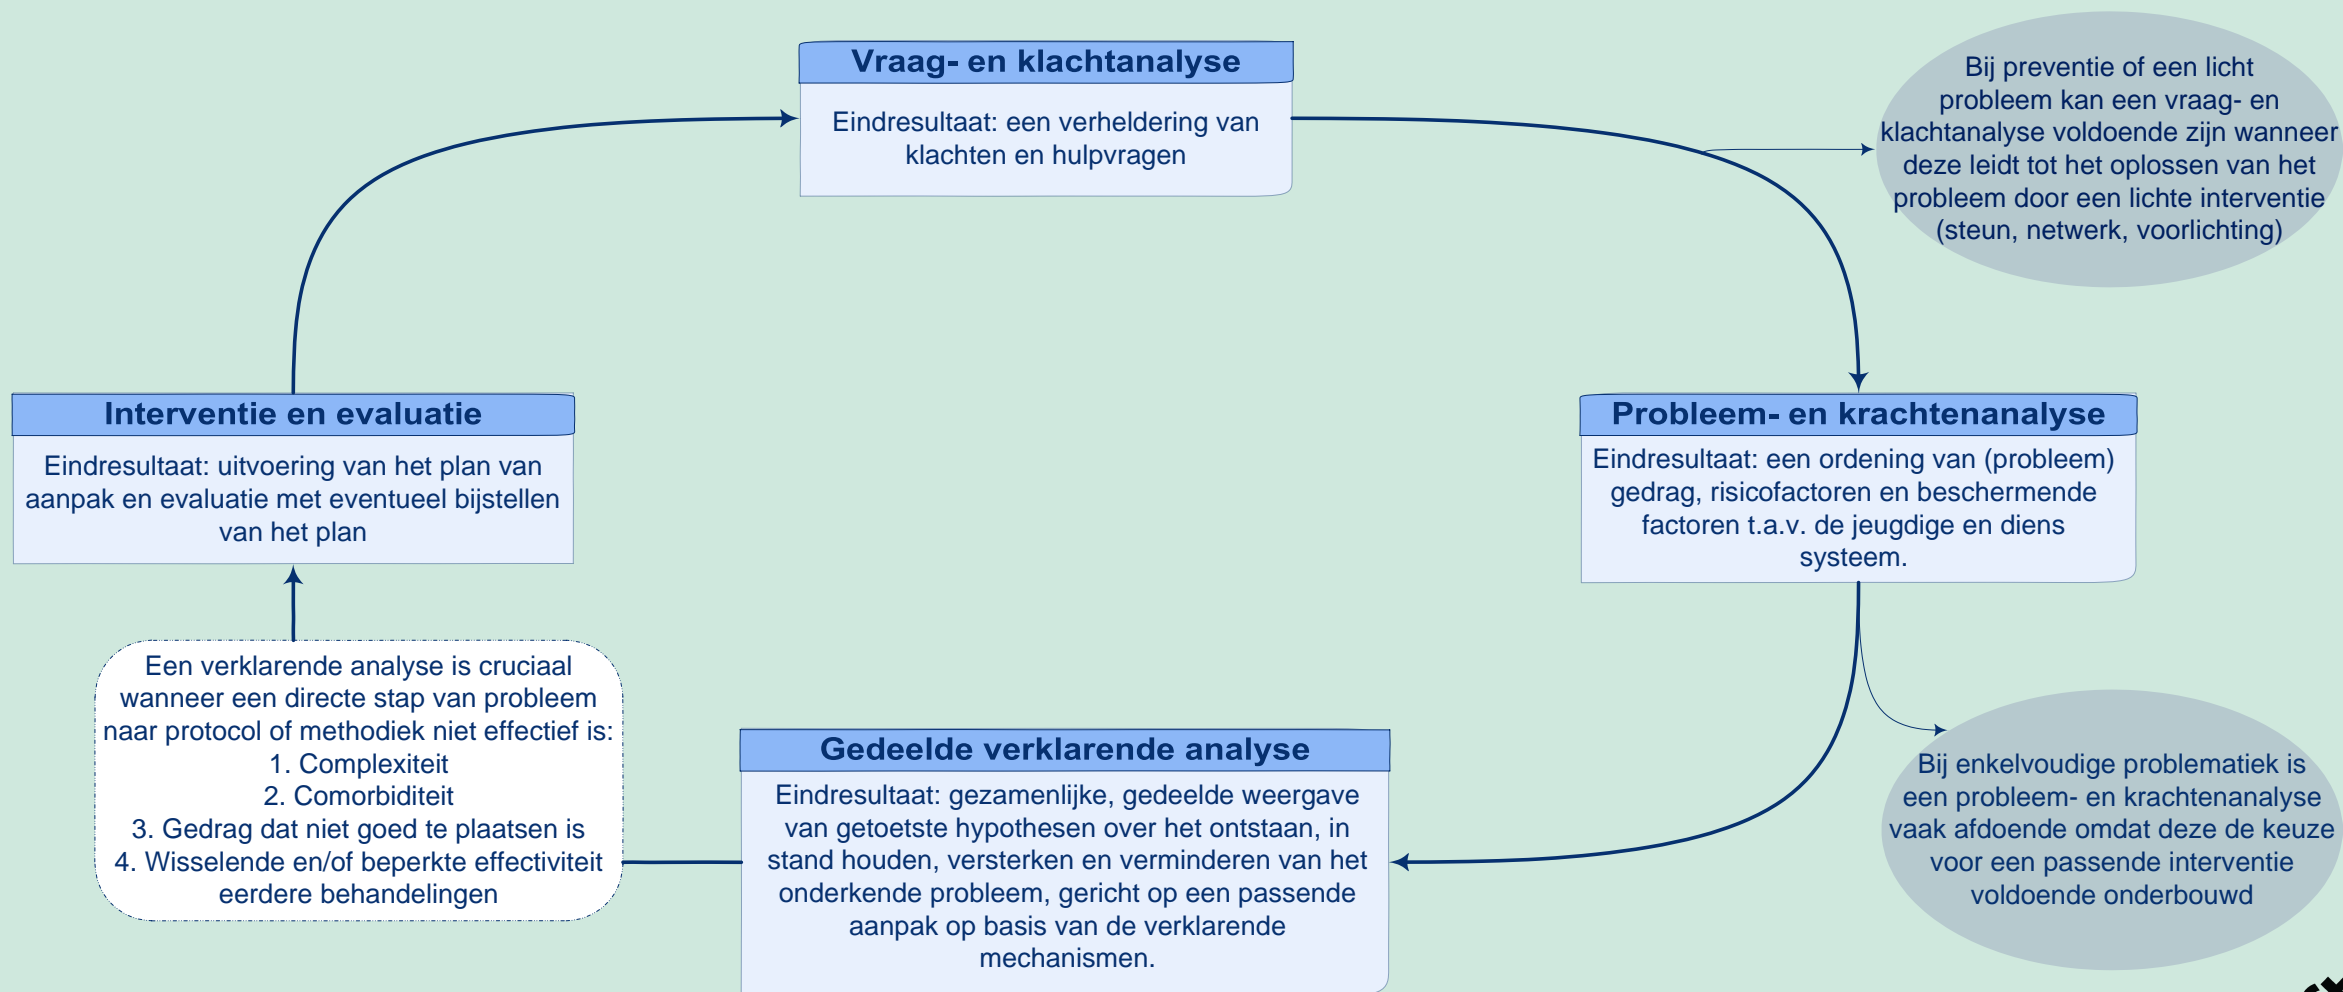 Vraag- en klachtanalyse
Eindresultaat: een verheldering van
klachten en hulpvragen
Bij preventie of een licht
probleem kan een vraag- en
klachtanalyse voldoende zijn wanneer
deze leidt tot het oplossen van het
probleem door een lichte interventie
(steun, netwerk, voorlichting)
Probleem- en krachtenanalyse
Eindresultaat: een ordening van (probleem)
gedrag, risicofactoren en beschermende
factoren t.a.v. de jeugdige en diens
systeem.
Bij enkelvoudige problematiek is
een probleem- en krachtenanalyse
vaak afdoende omdat deze de keuze
voor een passende interventie
voldoende onderbouwd
Gedeelde verklarende analyse
Eindresultaat: gezamenlijke, gedeelde weergave
van getoetste hypothesen over het ontstaan, in
stand houden, versterken en verminderen van het
onderkende probleem, gericht op een passende
aanpak op basis van de verklarende
mechanismen.
Een verklarende analyse is cruciaal
wanneer een directe stap van probleem
naar protocol of methodiek niet effectief is:
1. Complexiteit
2. Comorbiditeit
3. Gedrag dat niet goed te plaatsen is
4. Wisselende en/of beperkte effectiviteit
eerdere behandelingen
Interventie en evaluatie
Eindresultaat: uitvoering van het plan van
aanpak en evaluatie met eventueel bijstellen
van het plan